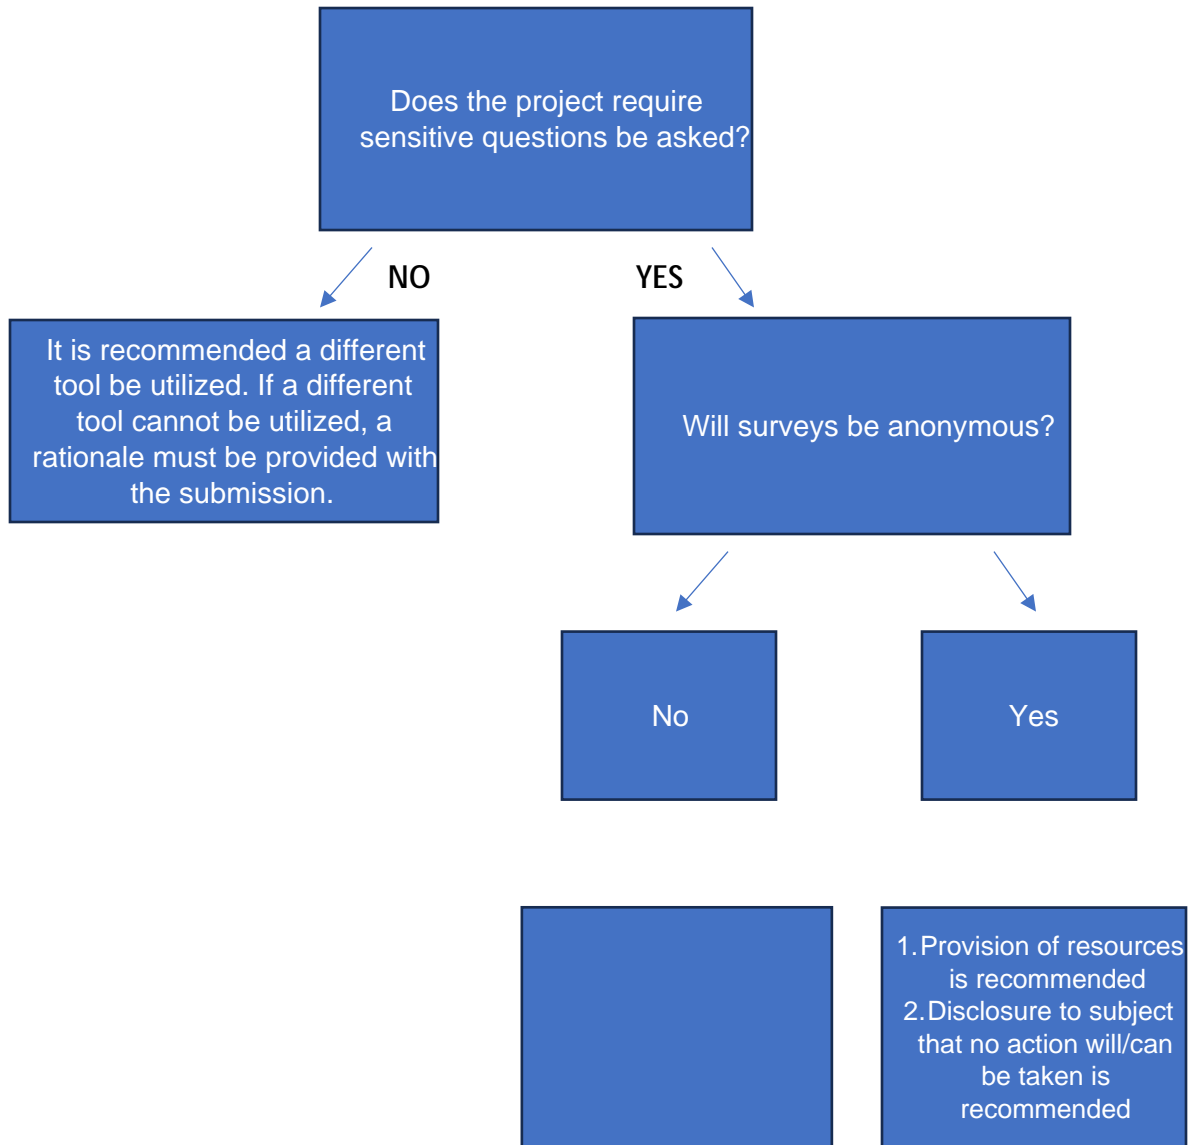 Does the project require
sensitive questions be asked?
NO
YES
It is recommended a different
tool be utilized. If a different
tool cannot be utilized, a
rationale must be provided with
the submission.
Will surveys be anonymous?
No
Yes
1.Provision of resources
is recommended
2.Disclosure to subject
that no action will/can
be taken is
recommended